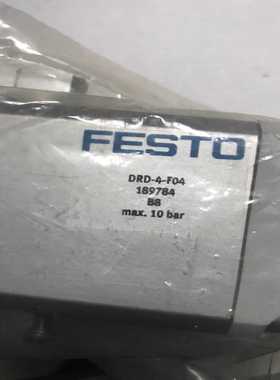 FESTO
DRD-4-F04
189784
B8
max. 10 bar